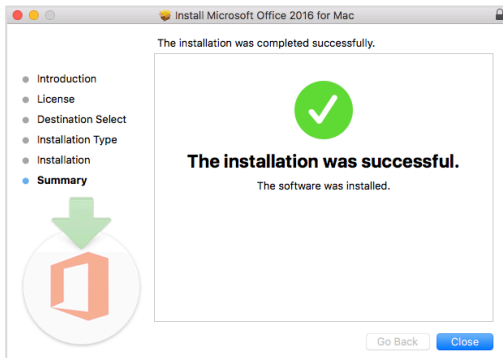 Install Microsoft Office 2016 for Mac
The installation was completed successfully.
Introduction
License
Destination Select
Installation Type
Installation
Summary
The installation was successful.
The software was installed.
Go Back
Close